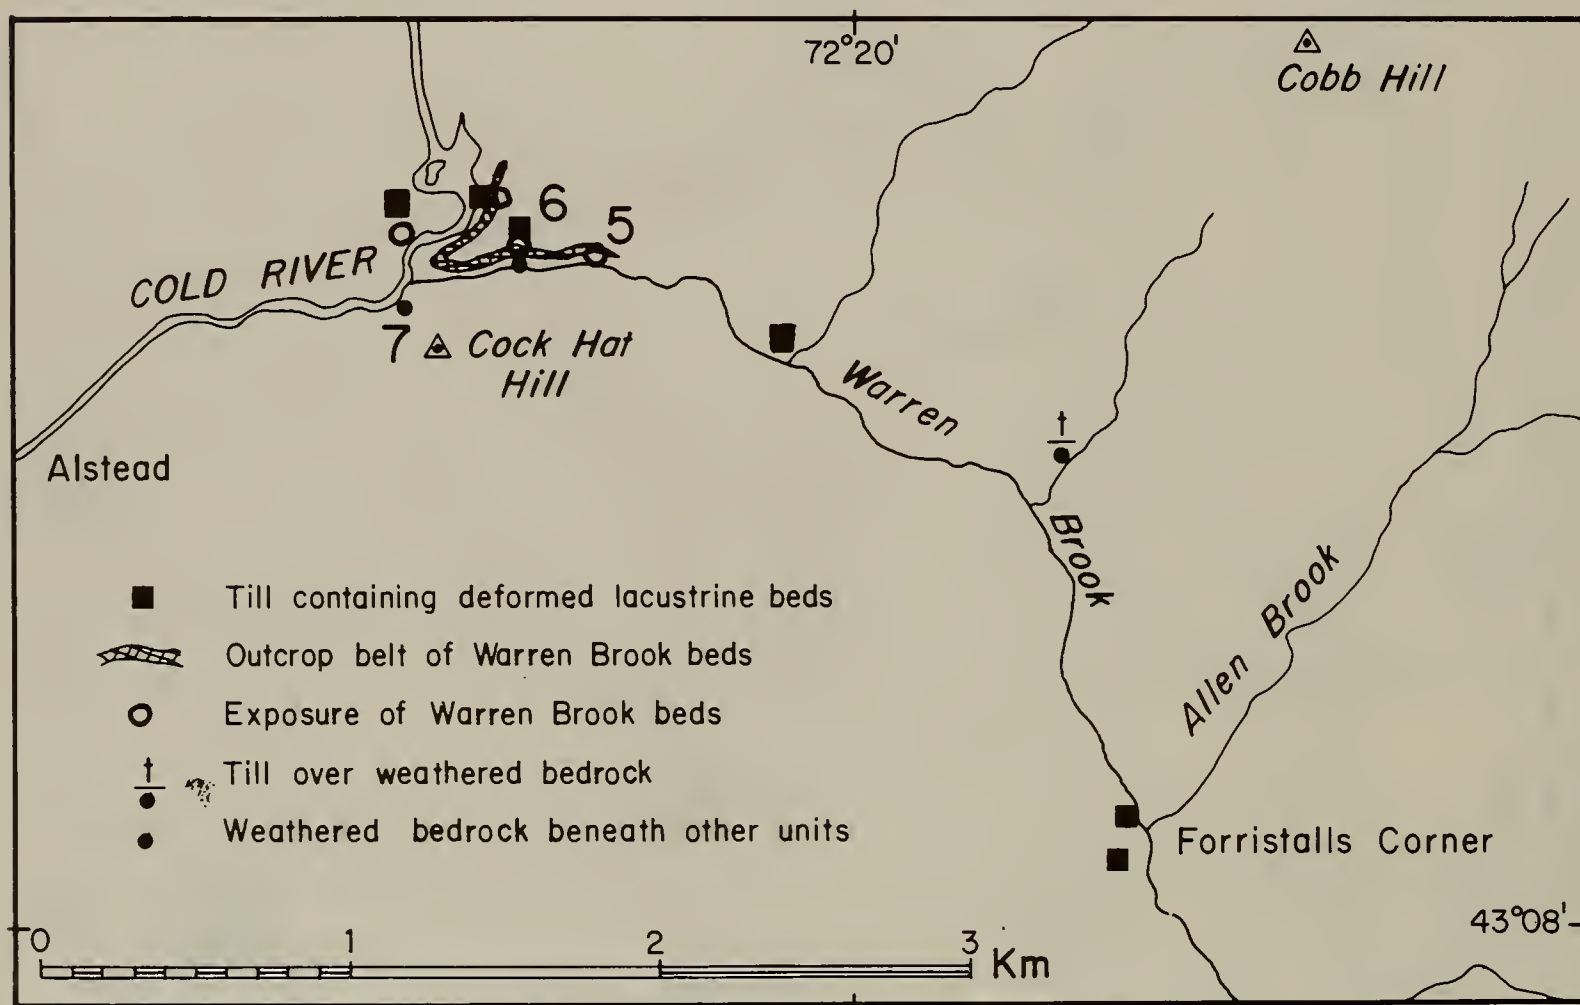 72°20'
Cobb Hill
6
5
COLD RIVER
7
Cock Hat
Hill
Warren
Brook
Alstead
t
Allen Brook
Till containing deformed lacustrine beds
Outcrop belt of Warren Brook beds
Exposure of Warren Brook beds
t
Till over weathered bedrock
Weathered bedrock beneath other units
Forristalls Corner
43°08'
0 1 2 3 Km